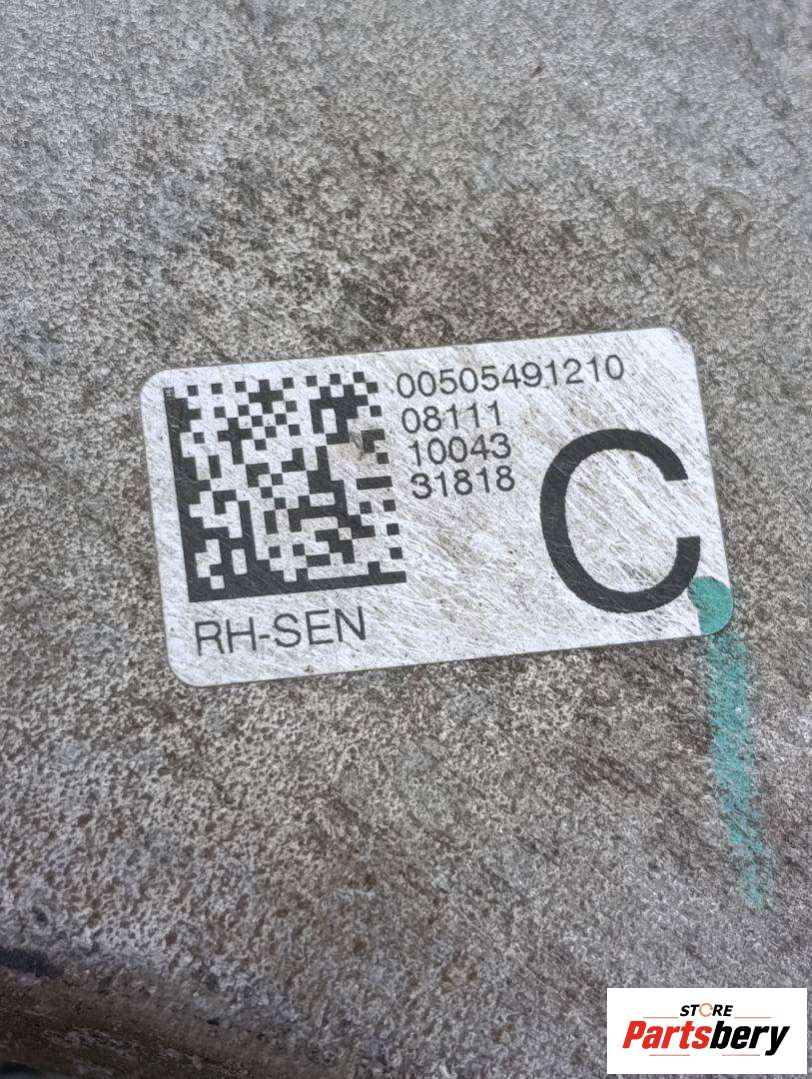 00505491210
08111
10043
31818
C
RH-SEN
STORE
Partsbery